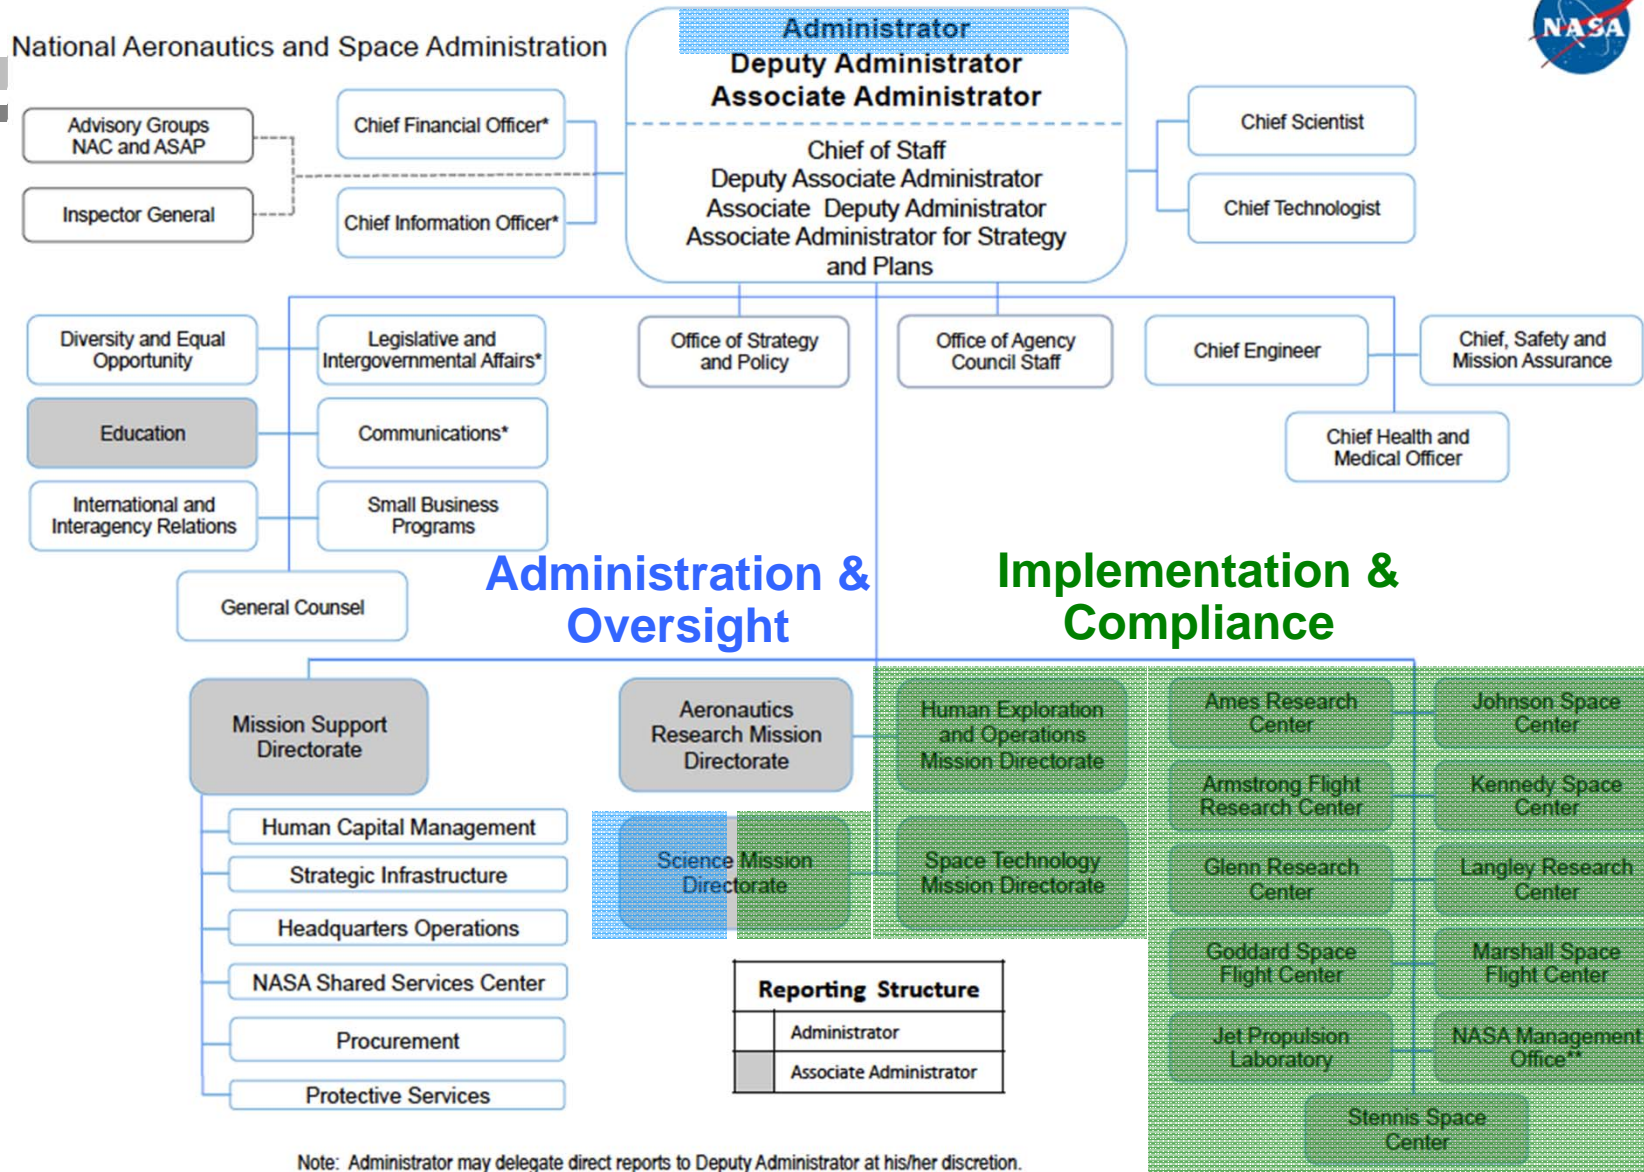 National Aeronautics and Space Administration
NASA
Administrator
Deputy Administrator
Associate Administrator
Chief of Staff
Deputy Associate Administrator
Associate Deputy Administrator
Associate Administrator for Strategy
and Plans
Advisory Groups
NAC and ASAP
Inspector General
Chief Financial Officer*
Chief Information Officer*
Chief Scientist
Chief Technologist
Diversity and Equal
Opportunity
Legislative and
Intergovernmental Affairs*
Office of Strategy
and Policy
Office of Agency
Council Staff
Chief Engineer
Chief, Safety and
Mission Assurance
Education
Communications*
Chief Health and
Medical Officer
International and
Interagency Relations
Small Business
Programs
General Counsel
Administration &
Oversight
Implementation &
Compliance
Mission Support
Directorate
Human Capital Management
Strategic Infrastructure
Headquarters Operations
NASA Shared Services Center
Procurement
Protective Services
Aeronautics
Research Mission
Directorate
Human Exploration
and Operations
Mission Directorate
Science Mission
Directorate
Space Technology
Mission Directorate
Ames Research
Center
Johnson Space
Center
Armstrong Flight
Research Center
Kennedy Space
Center
Glenn Research
Center
Langley Research
Center
Goddard Space
Flight Center
Marshall Space
Flight Center
Jet Propulsion
Laboratory
NASA Management
Office**
Stennis Space
Center
Reporting Structure
Administrator
Associate Administrator
Note: Administrator may delegate direct reports to Deputy Administrator at his/her discretion.